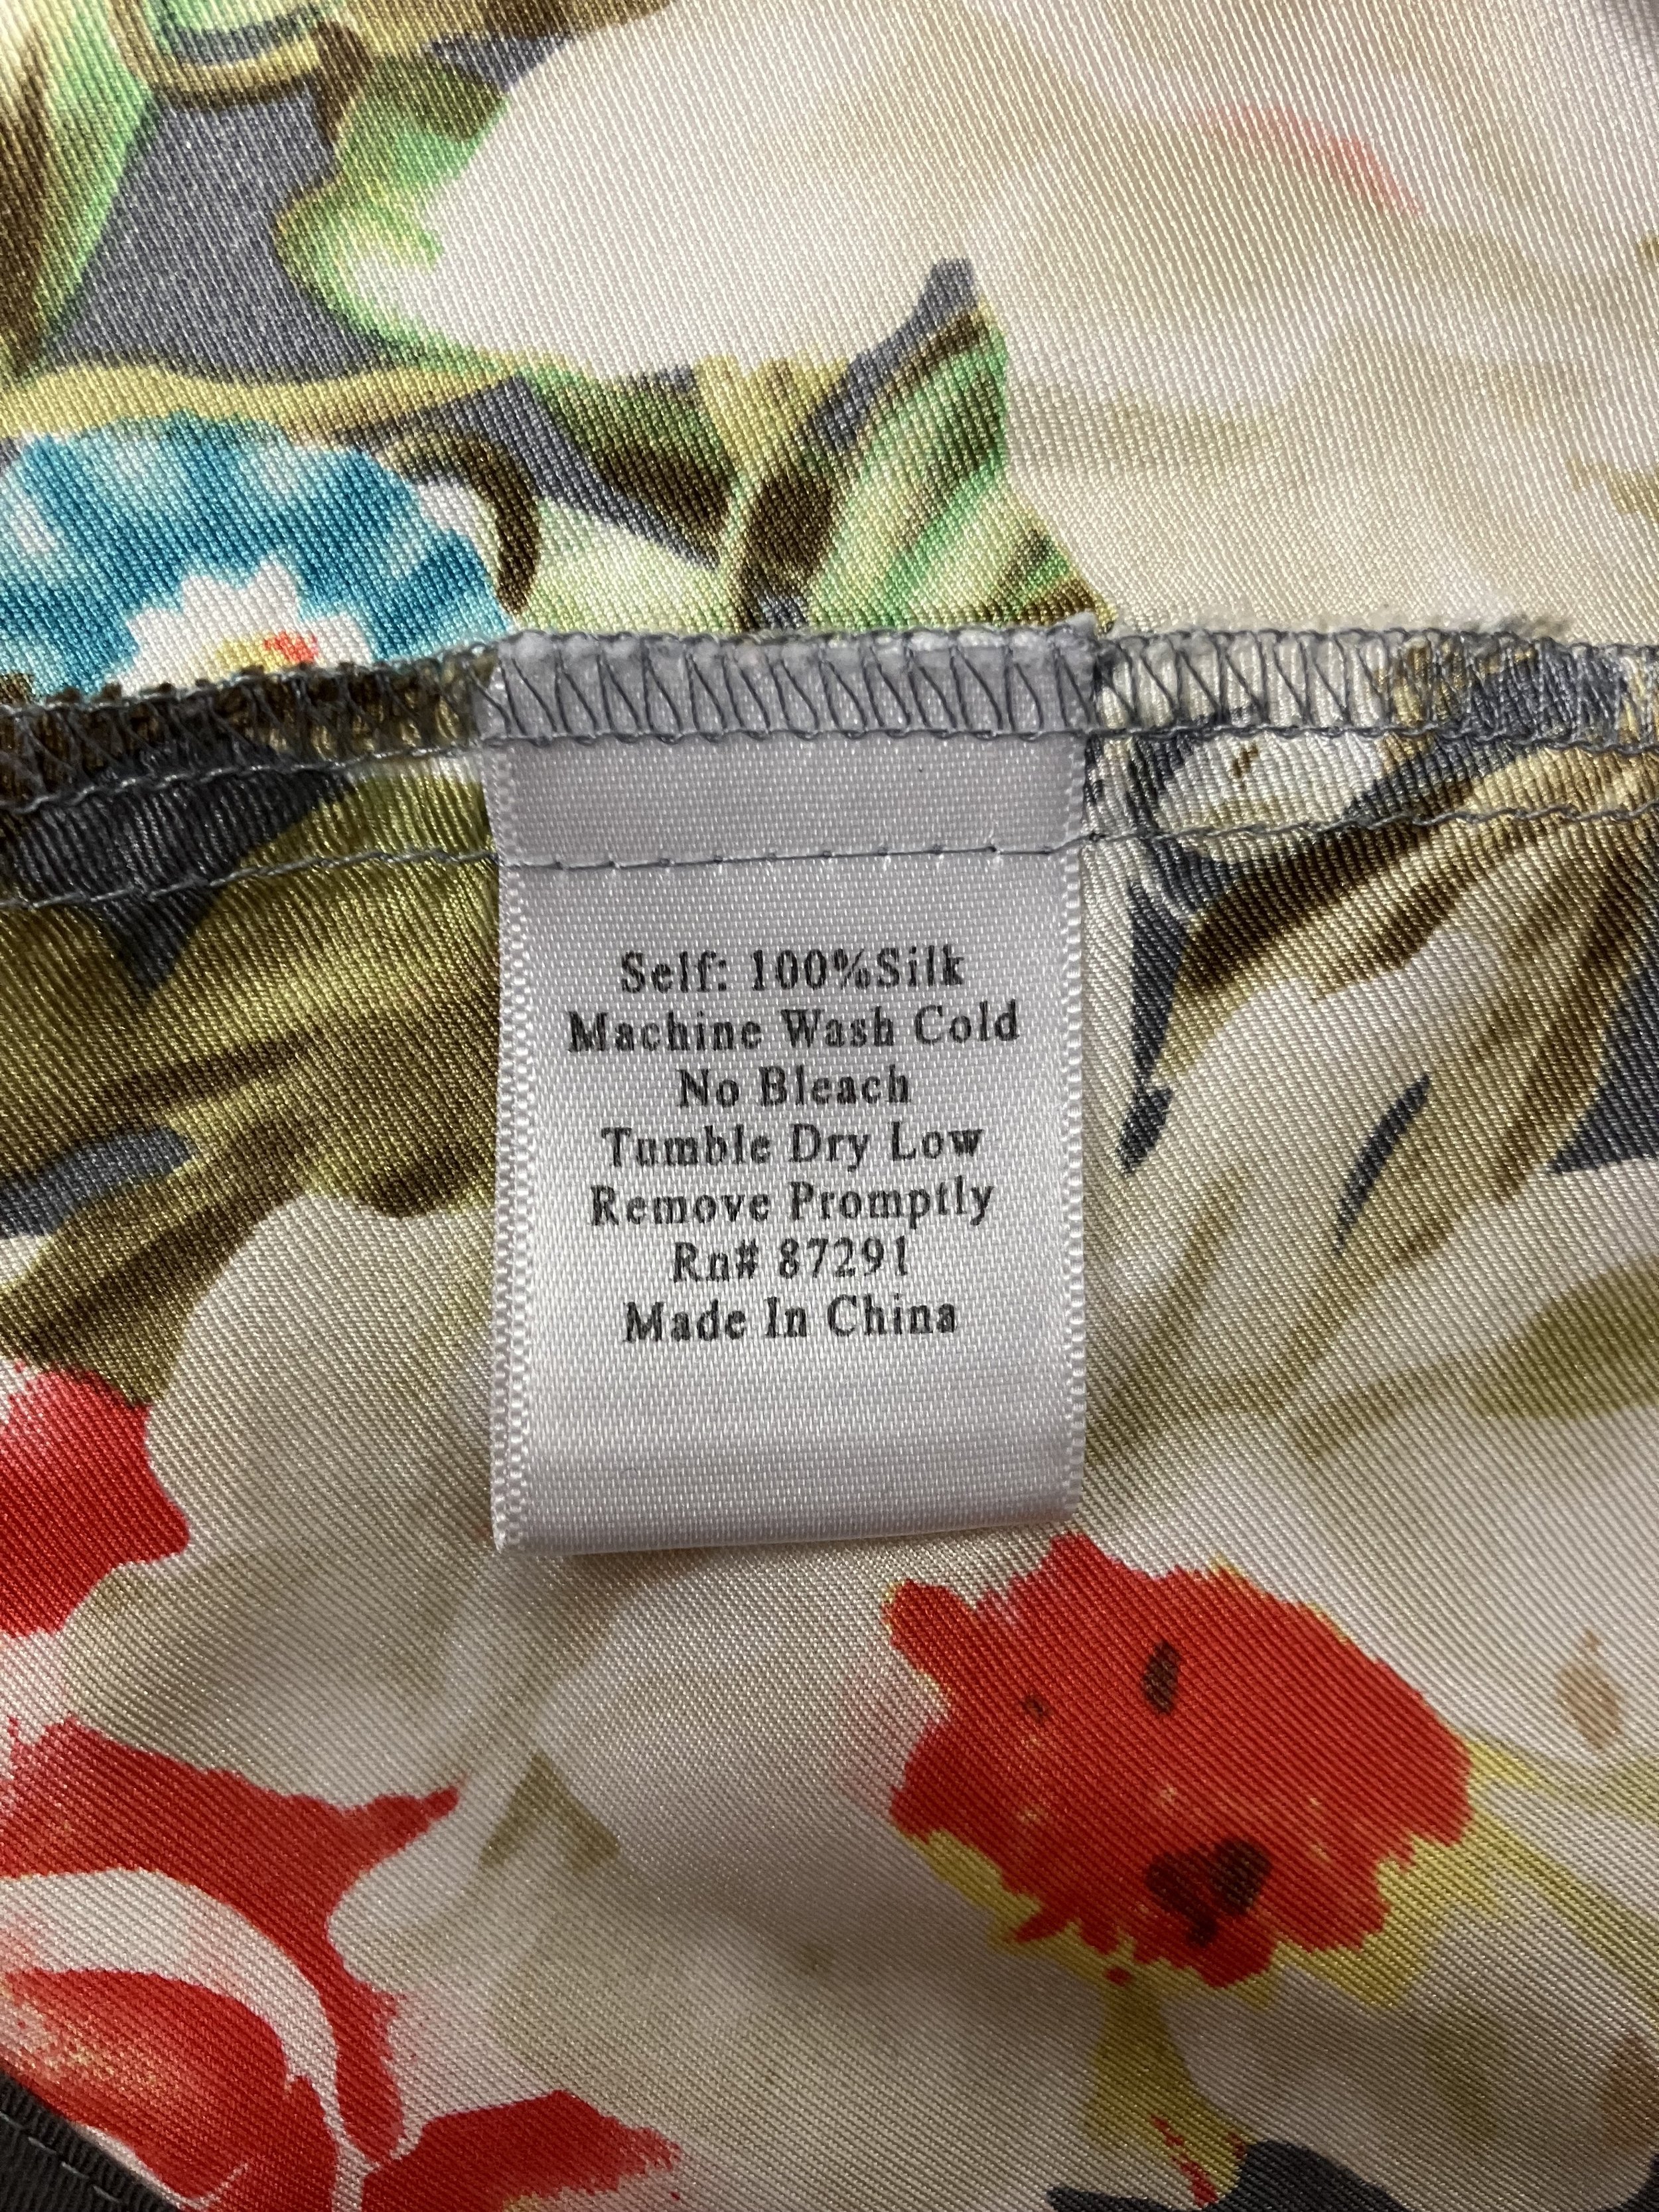 Self: 100%Silk
Machine Wash Cold
No Bleach
Tumble Dry Low
Remove Promptly
Rn# 87291
Made In China